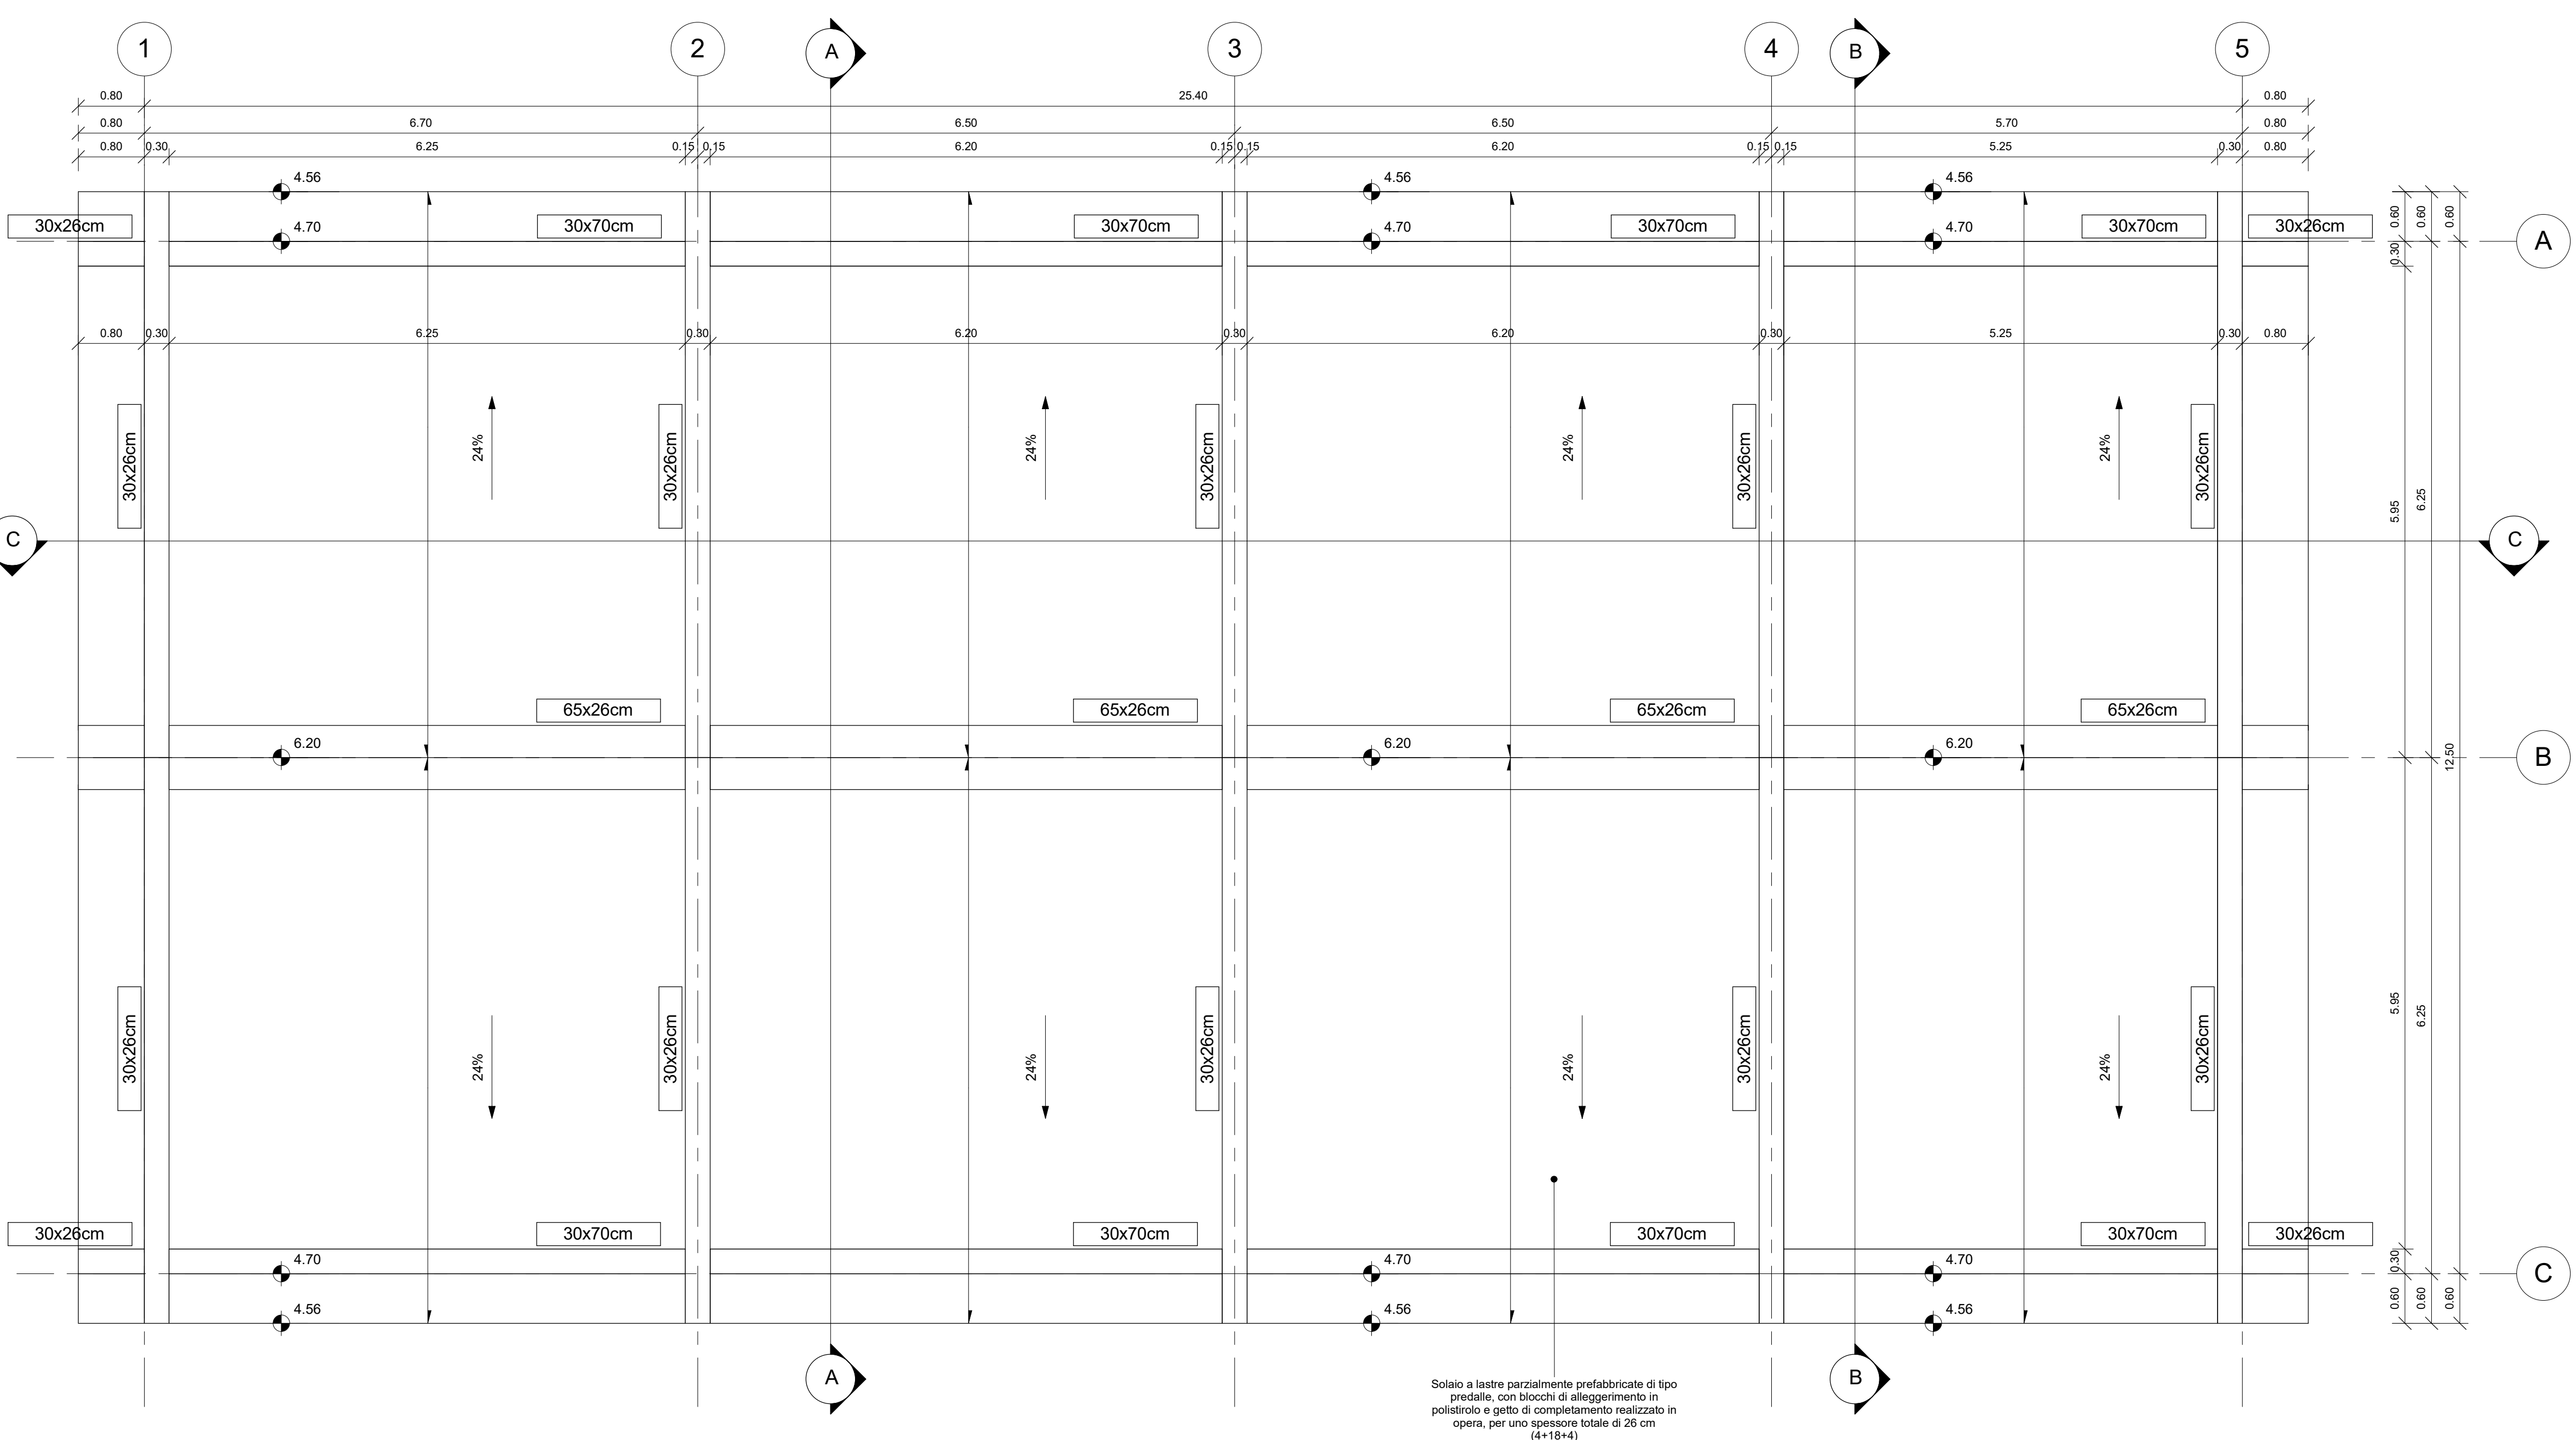 1 2 A 3 4 B 5
0.80 25.40 0.80
0.80 6.70 6.50 6.50 5.70 0.80
0.80 0.30 6.25 0.15 0.15 6.20 0.15 0.15 6.20 0.15 0.15 5.25 0.30 0.80
4.56 4.56 4.56
0.60 0.60 0.60
30x26cm 30x70cm 30x70cm 30x70cm 30x70cm 30x26cm
4.70 4.70 4.70
A
0.30
0.80 0.30 6.25 0.30 6.20 0.30 6.20 0.30 5.25 0.30 0.80
24% 24% 24% 24%
30x26cm 30x26cm 30x26cm 30x26cm 30x26cm
5.95 6.25
C C
65x26cm 65x26cm 65x26cm 65x26cm
6.20 6.20 6.20
12.50
B
5.95 6.25
30x26cm 30x26cm 30x26cm 30x26cm 30x26cm
24% 24% 24% 24%
30x26cm 30x70cm 30x70cm 30x70cm 30x70cm 30x26cm
4.70 4.70 4.70
0.30
C
4.56 4.56 4.56
0.60 0.60 0.60
A B
Solaio a lastre parzialmente prefabbricate di tipo
predalle, con blocchi di alleggerimento in
polistirolo e getto di completamento realizzato in
opera, per uno spessore totale di 26 cm
(4+18+4)